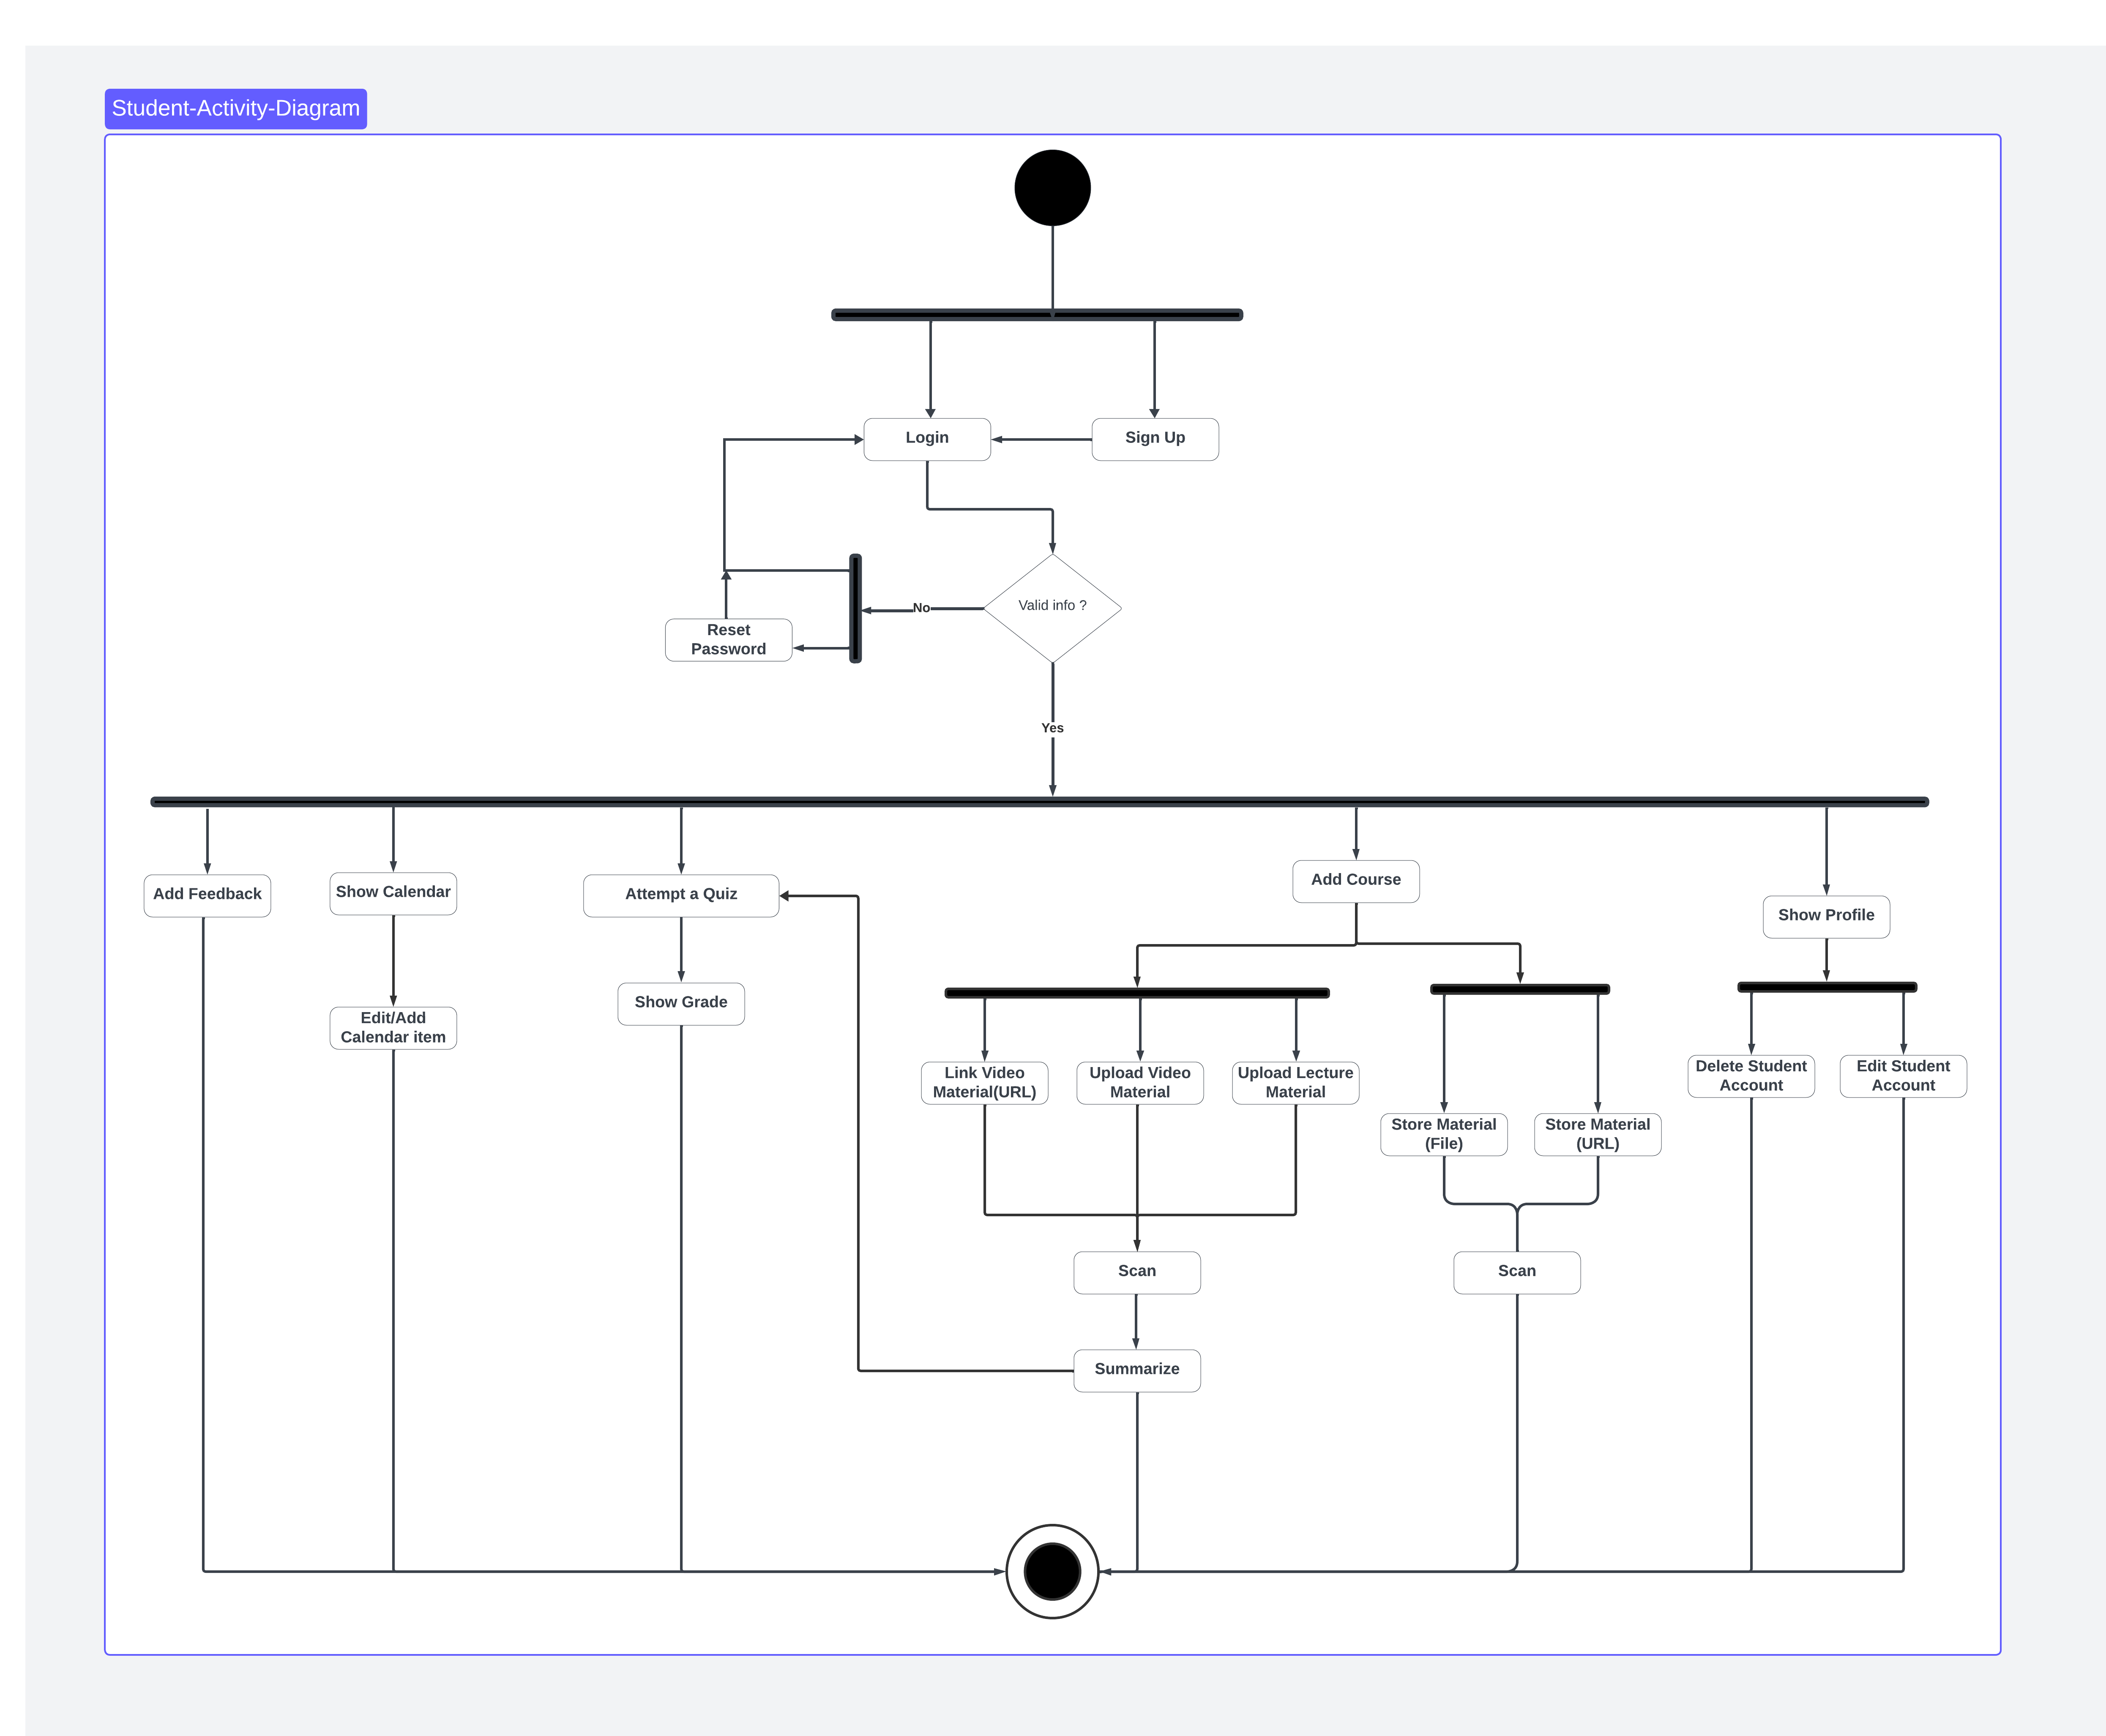 Student-Activity-Diagram
Login
Sign Up
Valid info ?
No
Reset
Password
Yes
Add Feedback
Show Calendar
Attempt a Quiz
Add Course
Show Profile
Edit/Add
Calendar item
Show Grade
Link Video
Material(URL)
Upload Video
Material
Upload Lecture
Material
Store Material
(File)
Store Material
(URL)
Delete Student
Account
Edit Student
Account
Scan
Scan
Summarize